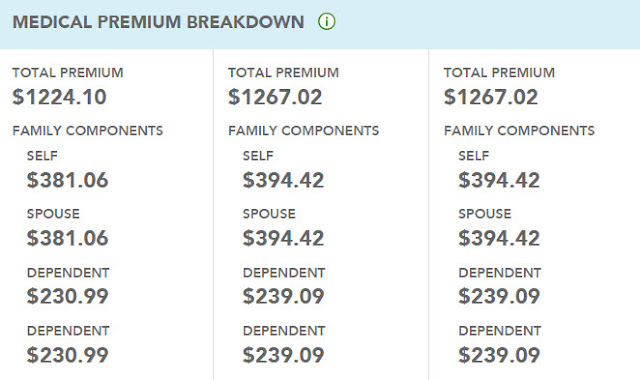 MEDICAL PREMIUM BREAKDOWN i
TOTAL PREMIUM
$1224.10
FAMILY COMPONENTS
SELF
$381.06
SPOUSE
$381.06
DEPENDENT
$230.99
DEPENDENT
$230.99
TOTAL PREMIUM
$1267.02
FAMILY COMPONENTS
SELF
$394.42
SPOUSE
$394.42
DEPENDENT
$239.09
DEPENDENT
$239.09
TOTAL PREMIUM
$1267.02
FAMILY COMPONENTS
SELF
$394.42
SPOUSE
$394.42
DEPENDENT
$239.09
DEPENDENT
$239.09